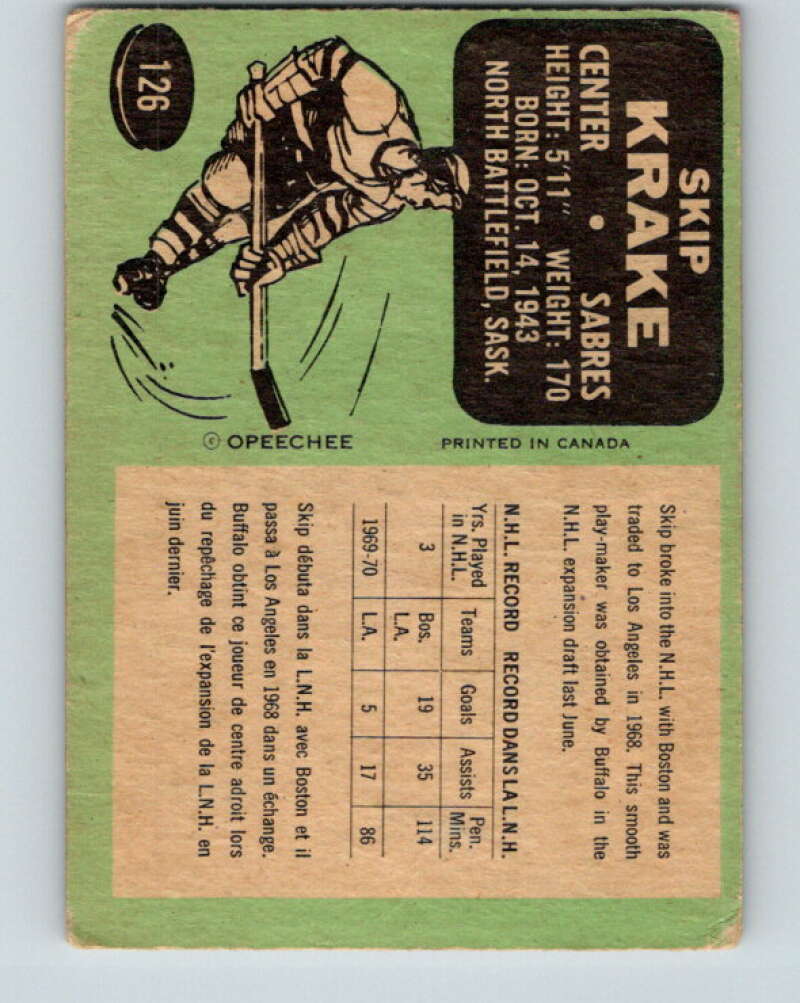 126
SKIP
KRAKE
CENTER • SABRES
HEIGHT: 5'11" WEIGHT: 170
BORN: OCT. 14, 1943
NORTH BATTLEFIELD, SASK.
© OPEECHEE
PRINTED IN CANADA
Skip broke into the N.H.L. with Boston and was
traded to Los Angeles in 1968. This smooth
play-maker was obtained by Buffalo in the
N.H.L. expansion draft last June.
N.H.L. RECORD RECORD DANS LA L.N.H.
Yrs. Played in N.H.L. Teams Goals Assists Pen. Mins.
3 Bos. L.A. 19 35 114
1969-70 L.A. 5 17 86
Skip débuta dans la L.N.H. avec Boston et il
passa à Los Angeles en 1968 dans un échange.
Buffalo obtint ce joueur de centre adroit lors
du repêchage de l'expansion de la L.N.H. en
juin dernier.